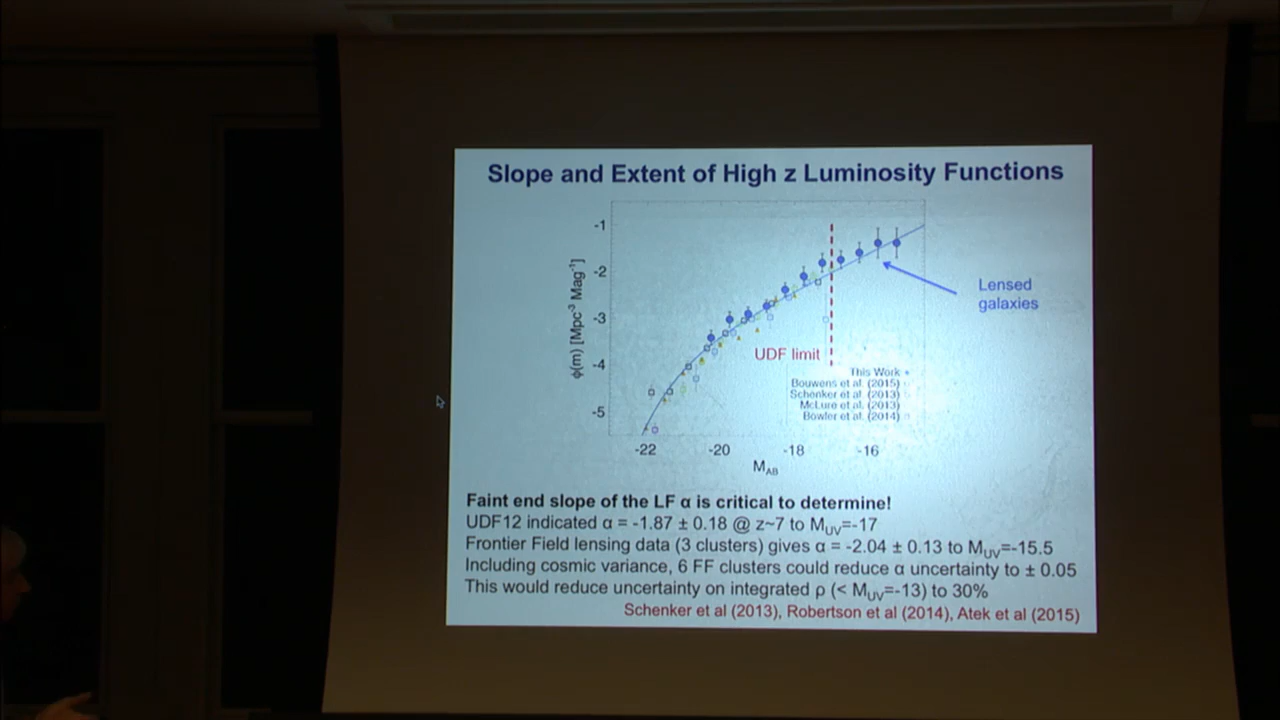 Slope and Extent of High z Luminosity Functions
-1
-2
-3
-4
-5
ϕ(m) [Mpc⁻³ Mag⁻¹]
Lensed
galaxies
UDF limit
This Work
Bouwens et al. (2015)
Schenker et al. (2013)
McLure et al. (2013)
Bowler et al. (2014)
-22 -20 -18 -16
M_AB
Faint end slope of the LF α is critical to determine!
UDF12 indicated α = -1.87 ± 0.18 @ z~7 to M_UV=-17
Frontier Field lensing data (3 clusters) gives α = -2.04 ± 0.13 to M_UV=-15.5
Including cosmic variance, 6 FF clusters could reduce α uncertainty to ± 0.05
This would reduce uncertainty on integrated ρ (< M_UV=-13) to 30%
Schenker et al (2013), Robertson et al (2014), Atek et al (2015)